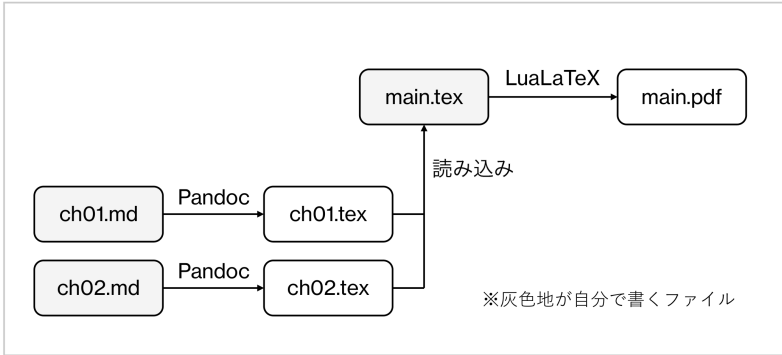 LuaLaTeX
main.tex
main.pdf
読み込み
Pandoc
ch01.md
ch01.tex
Pandoc
ch02.md
ch02.tex
※灰色地が自分で書くファイル